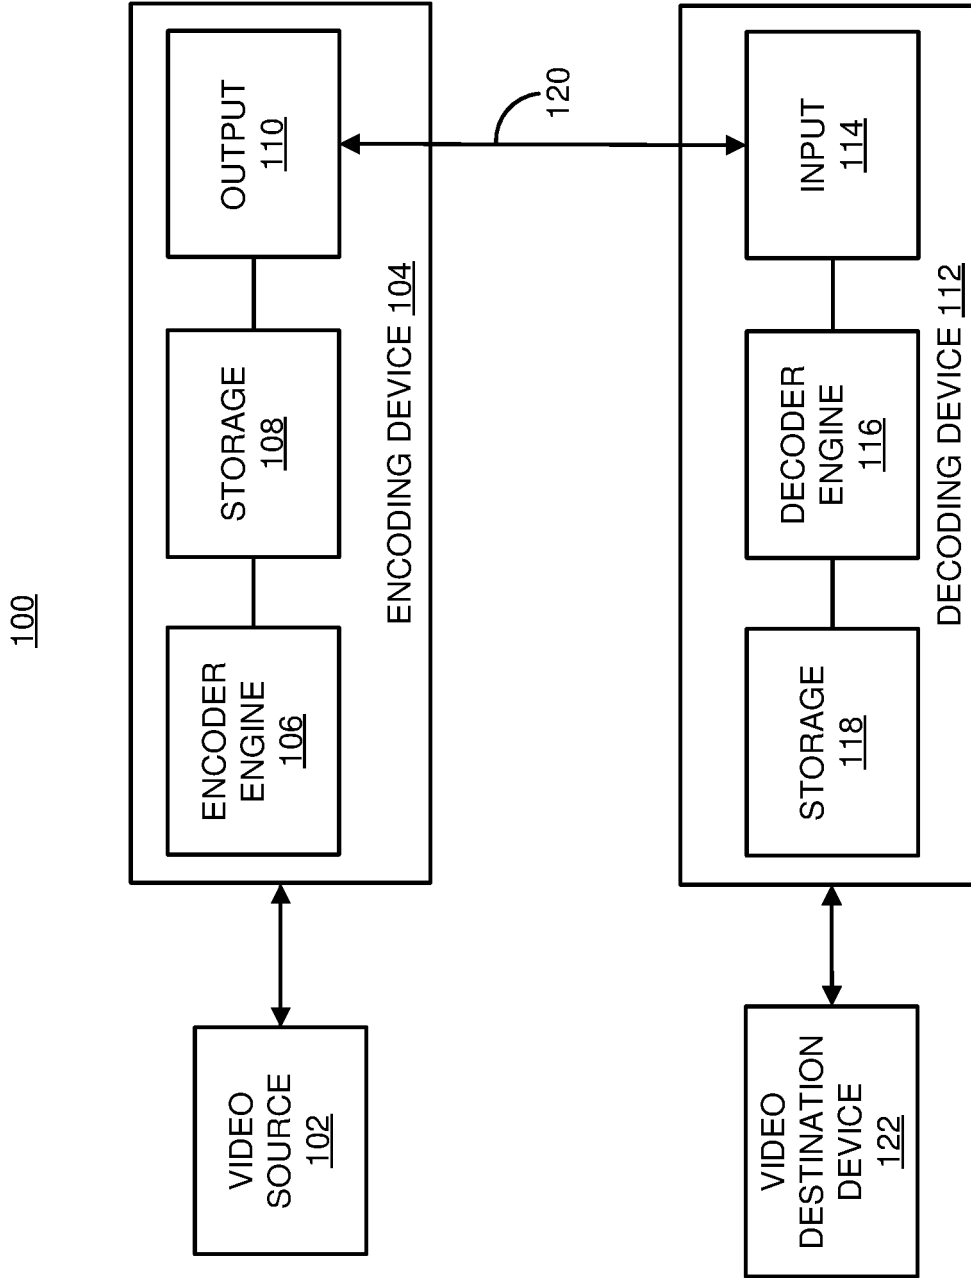 100
VIDEO
SOURCE
102
ENCODER
ENGINE
106
STORAGE
108
OUTPUT
110
ENCODING DEVICE 104
120
VIDEO
DESTINATION
DEVICE
122
STORAGE
118
DECODER
ENGINE
116
INPUT
114
DECODING DEVICE 112